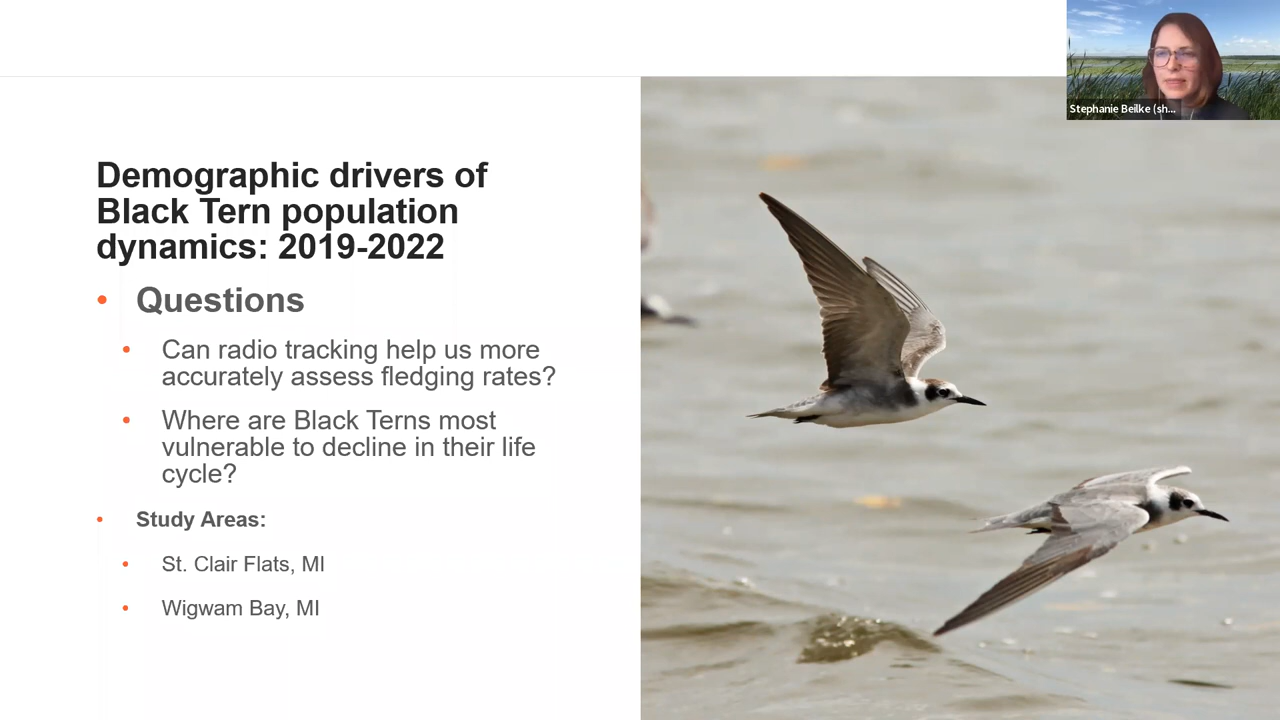 Stephanie Beilke (sh...
Demographic drivers of
Black Tern population
dynamics: 2019-2022
• Questions
• Can radio tracking help us more
accurately assess fledging rates?
• Where are Black Terns most
vulnerable to decline in their life
cycle?
• Study Areas:
• St. Clair Flats, MI
• Wigwam Bay, MI